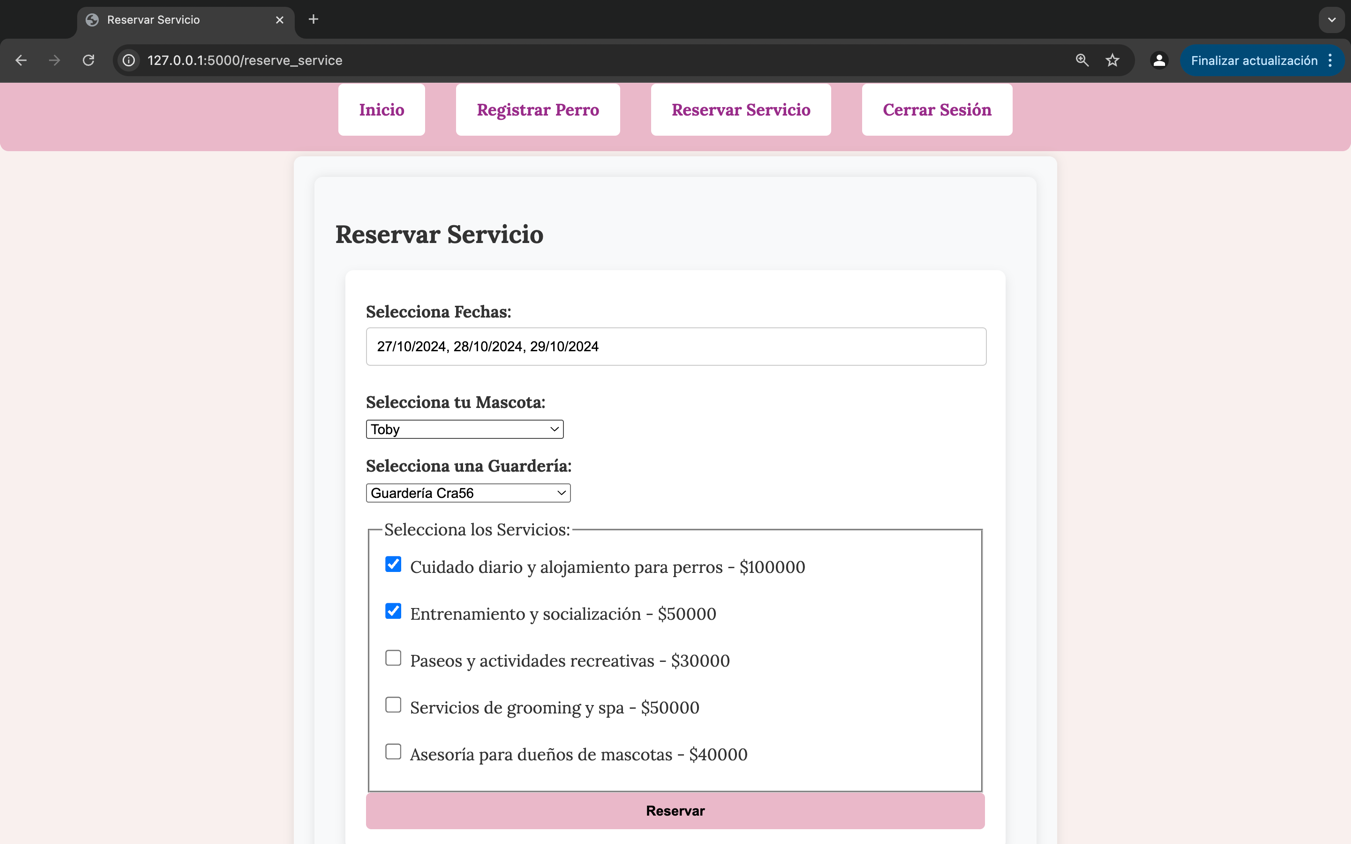 Reservar Servicio
127.0.0.1:5000/reserve_service
Finalizar actualización
Inicio
Registrar Perro
Reservar Servicio
Cerrar Sesión
Reservar Servicio
Selecciona Fechas:
27/10/2024, 28/10/2024, 29/10/2024
Selecciona tu Mascota:
Toby
Selecciona una Guardería:
Guardería Cra56
Selecciona los Servicios:
Cuidado diario y alojamiento para perros - $100000
Entrenamiento y socialización - $50000
Paseos y actividades recreativas - $30000
Servicios de grooming y spa - $50000
Asesoría para dueños de mascotas - $40000
Reservar